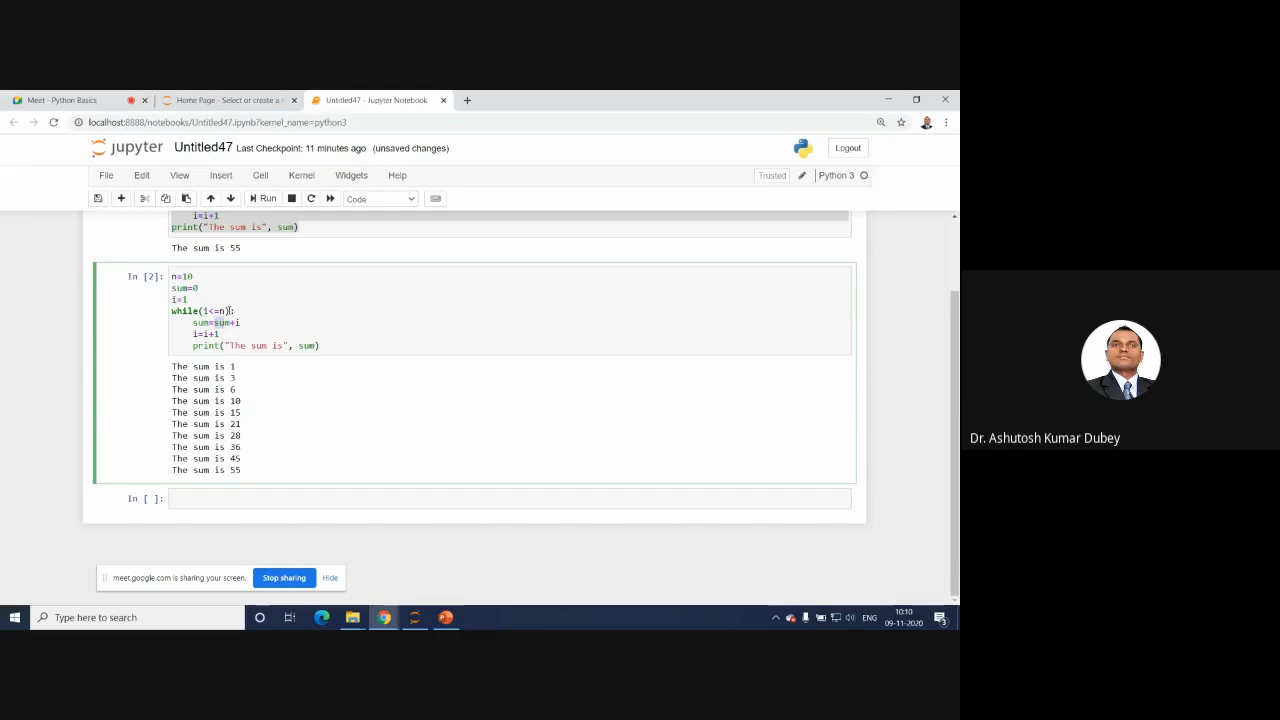 Meet - Python Basics
Home Page - Select or create a
Untitled47 - Jupyter Notebook
localhost:8888/notebooks/Untitled47.ipynb?kernel_name=python3
jupyter Untitled47 Last Checkpoint: 11 minutes ago (unsaved changes)
Logout
File Edit View Insert Cell Kernel Widgets Help
Trusted
Python 3
Run
Code
i=i+1
print("The sum is", sum)
The sum is 55
In [2]:
n=10
sum=0
i=1
while(i<=n):
sum=sum+i
i=i+1
print("The sum is", sum)
The sum is 1
The sum is 3
The sum is 6
The sum is 10
The sum is 15
The sum is 21
The sum is 28
The sum is 36
The sum is 45
The sum is 55
In [ ]:
meet.google.com is sharing your screen.
Stop sharing
Hide
Type here to search
ENG
10:10
09-11-2020
3
Dr. Ashutosh Kumar Dubey